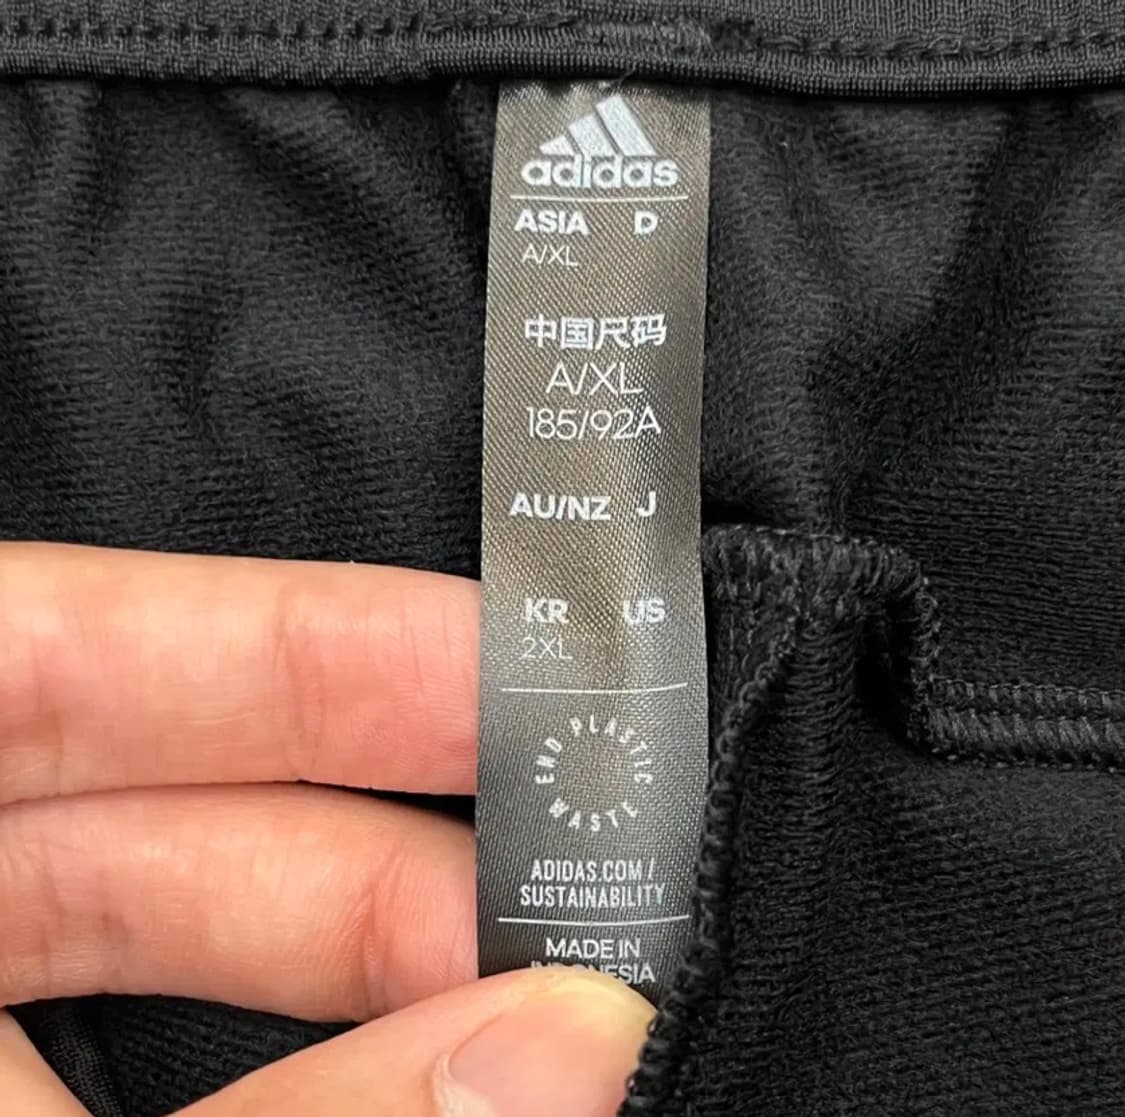 adidas
ASIA D
A/XL
中国尺码
A/XL
185/92A
AU/NZ J
KR US
2XL
END PLASTIC WASTE
ADIDAS.COM/
SUSTAINABILITY
MADE IN
INDONESIA